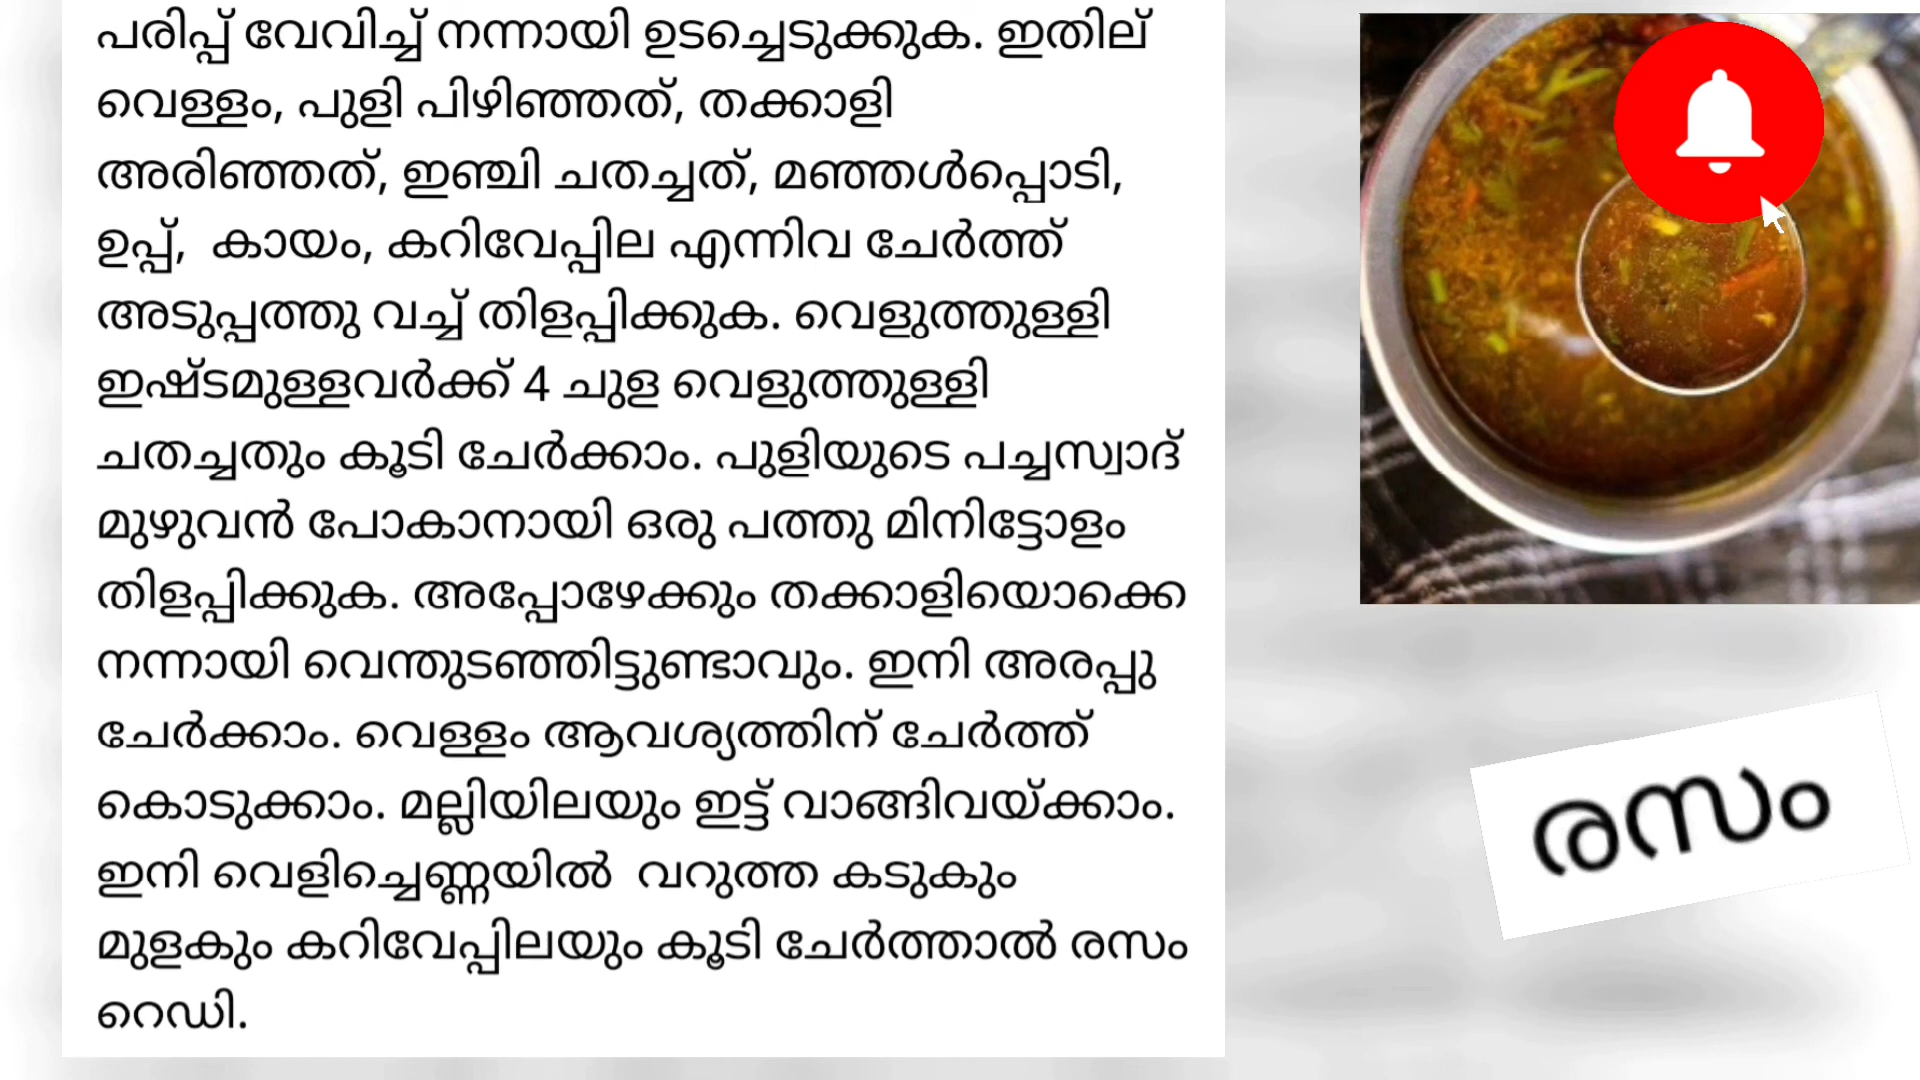 പരിപ്പ് വേവിച്ച് നന്നായി ഉടച്ചെടുക്കുക. ഇതില്
വെള്ളം, പുളി പിഴിഞ്ഞത്, തക്കാളി
അരിഞ്ഞത്, ഇഞ്ചി ചതച്ചത്, മഞ്ഞൾപ്പൊടി,
ഉപ്പ്,  കായം, കറിവേപ്പില എന്നിവ ചേർത്ത്
അടുപ്പത്തു വച്ച് തിളപ്പിക്കുക. വെളുത്തുള്ളി
ഇഷ്ടമുള്ളവർക്ക് 4 ചുള വെളുത്തുള്ളി
ചതച്ചതും കൂടി ചേർക്കാം. പുളിയുടെ പച്ചസ്വാദ്
മുഴുവൻ പോകാനായി ഒരു പത്തു മിനിട്ടോളം
തിളപ്പിക്കുക. അപ്പോഴേക്കും തക്കാളിയൊക്കെ
നന്നായി വെന്തുടഞ്ഞിട്ടുണ്ടാവും. ഇനി അരപ്പു
ചേർക്കാം. വെള്ളം ആവശ്യത്തിന് ചേർത്ത്
കൊടുക്കാം. മല്ലിയിലയും ഇട്ട് വാങ്ങിവയ്ക്കാം.
ഇനി വെളിച്ചെണ്ണയിൽ  വറുത്ത കടുകും
മുളകും കറിവേപ്പിലയും കൂടി ചേർത്താൽ രസം
റെഡി.
രസം